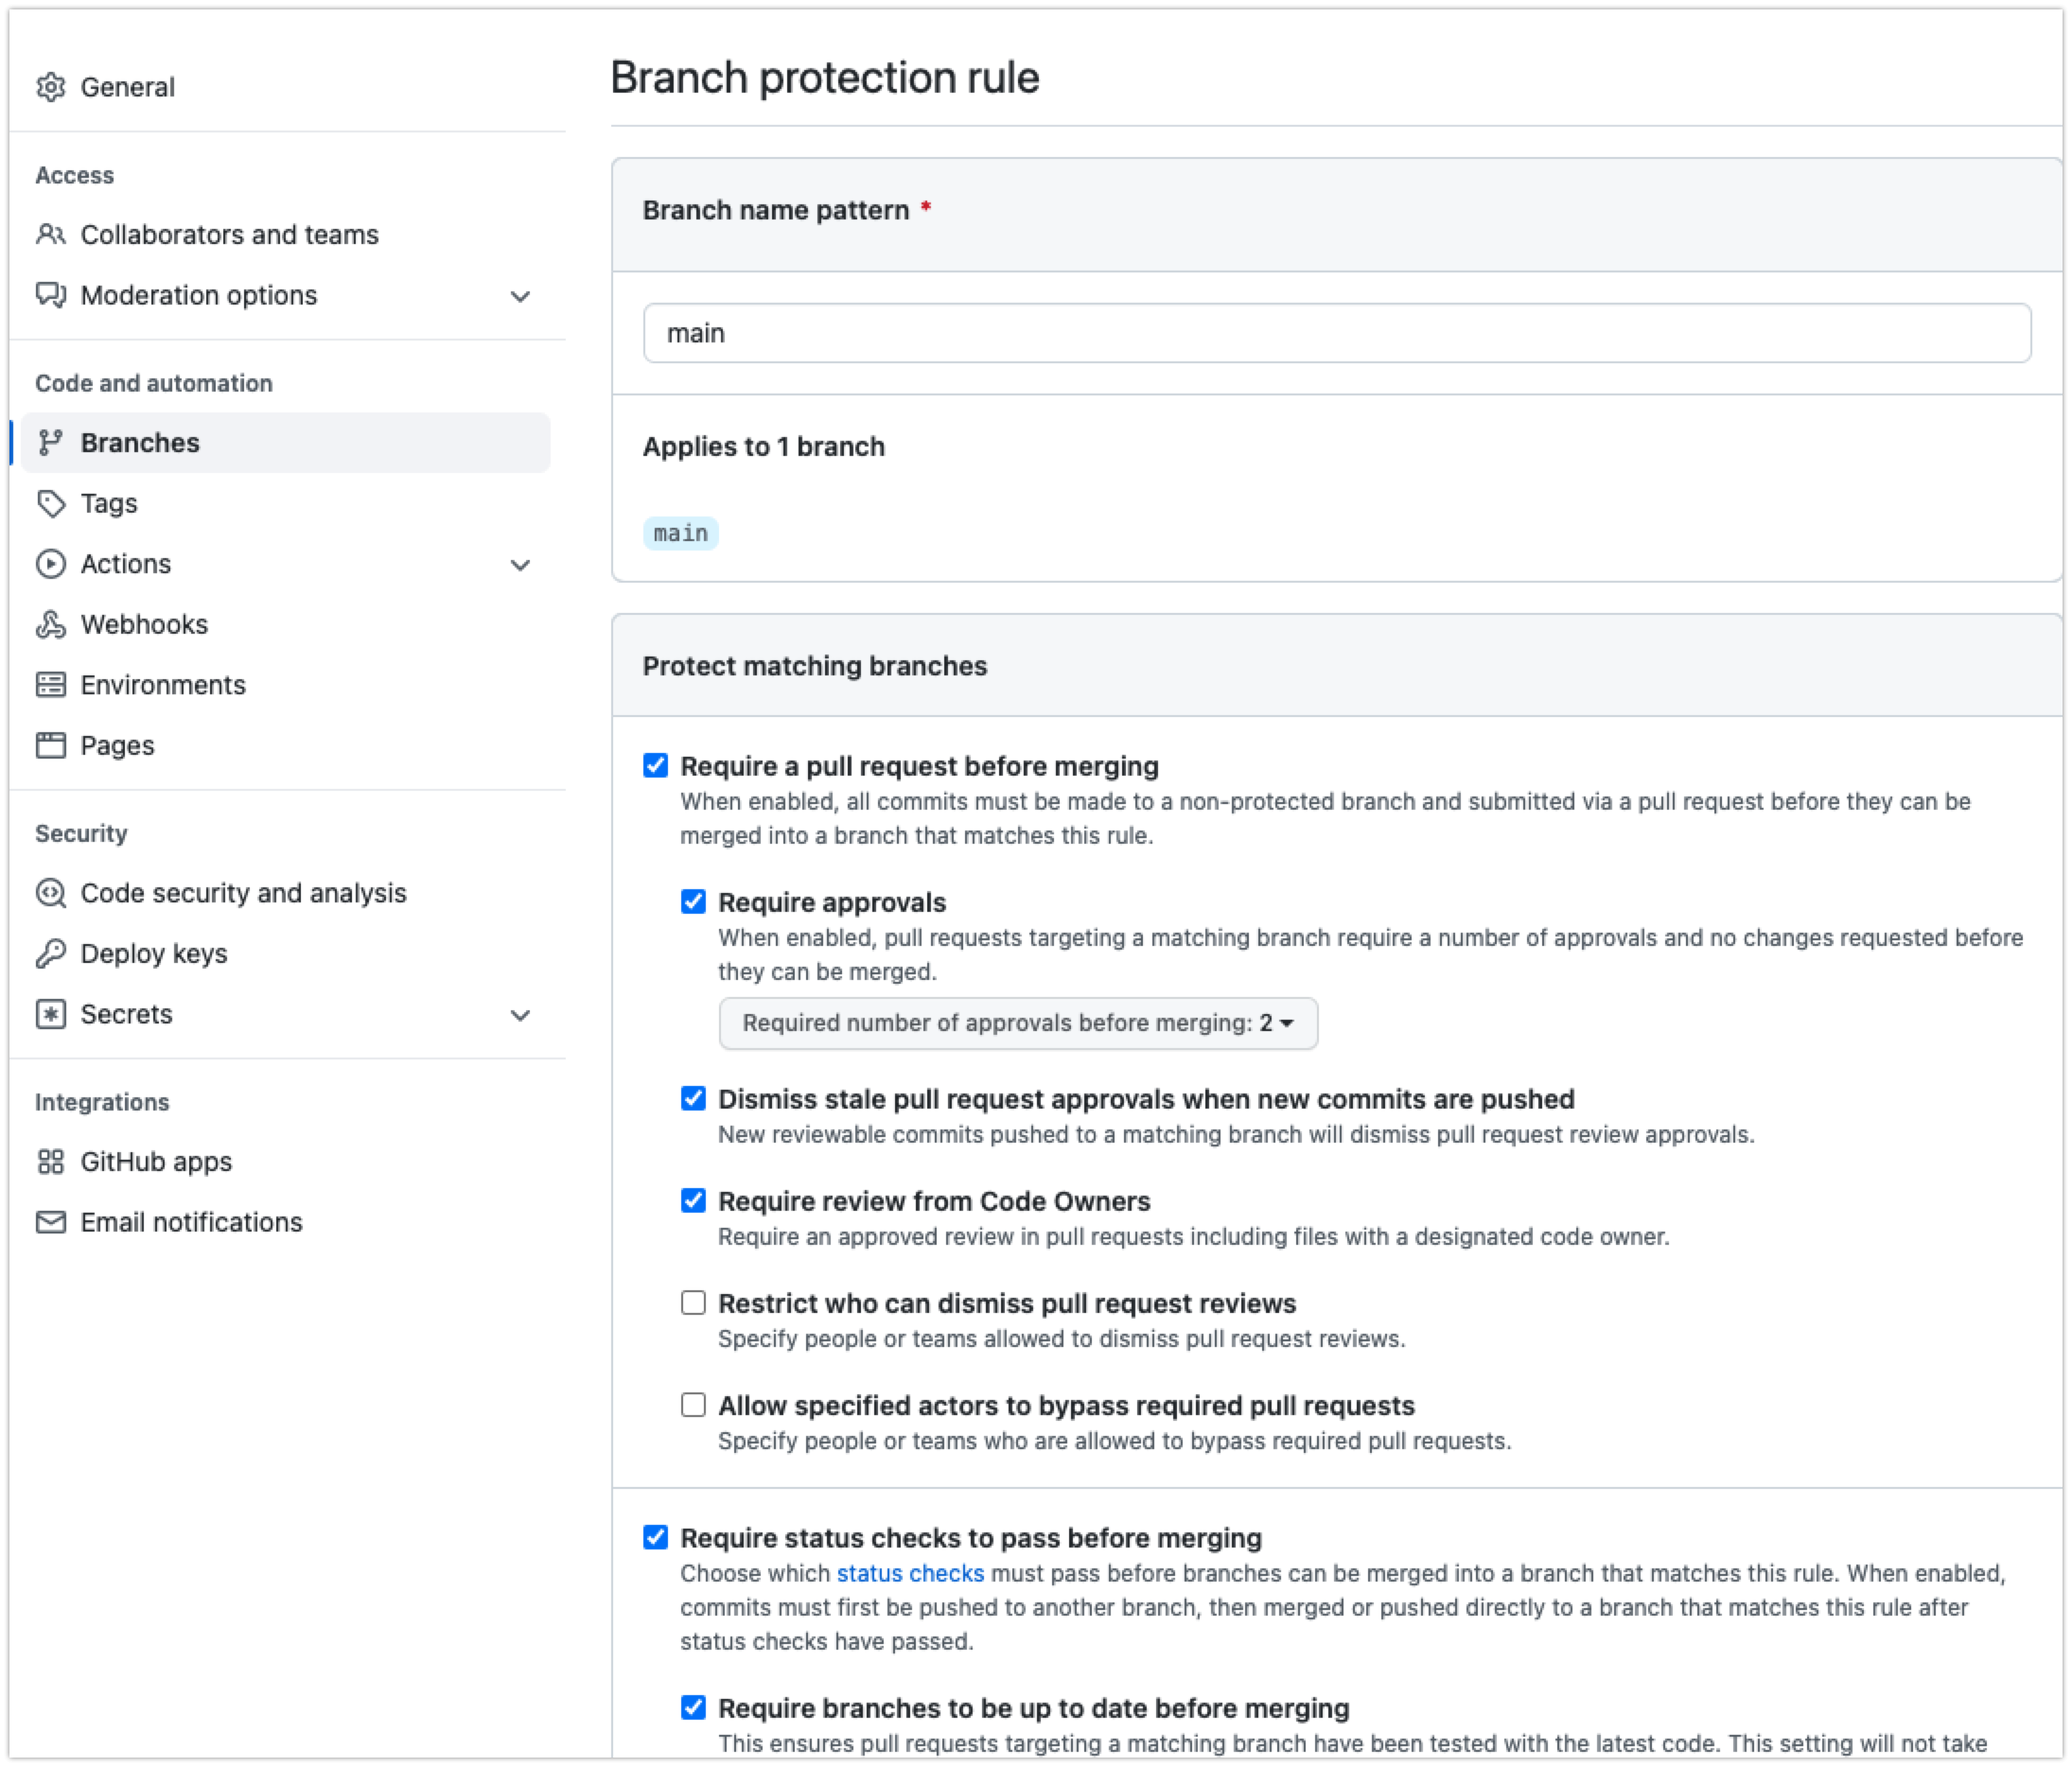 General
Access
Collaborators and teams
Moderation options
Code and automation
Branches
Tags
Actions
Webhooks
Environments
Pages
Security
Code security and analysis
Deploy keys
Secrets
Integrations
GitHub apps
Email notifications
Branch protection rule
Branch name pattern *
main
Applies to 1 branch
main
Protect matching branches
Require a pull request before merging
When enabled, all commits must be made to a non-protected branch and submitted via a pull request before they can be
merged into a branch that matches this rule.
Require approvals
When enabled, pull requests targeting a matching branch require a number of approvals and no changes requested before
they can be merged.
Required number of approvals before merging: 2
Dismiss stale pull request approvals when new commits are pushed
New reviewable commits pushed to a matching branch will dismiss pull request review approvals.
Require review from Code Owners
Require an approved review in pull requests including files with a designated code owner.
Restrict who can dismiss pull request reviews
Specify people or teams allowed to dismiss pull request reviews.
Allow specified actors to bypass required pull requests
Specify people or teams who are allowed to bypass required pull requests.
Require status checks to pass before merging
Choose which status checks must pass before branches can be merged into a branch that matches this rule. When enabled,
commits must first be pushed to another branch, then merged or pushed directly to a branch that matches this rule after
status checks have passed.
Require branches to be up to date before merging
This ensures pull requests targeting a matching branch have been tested with the latest code. This setting will not take